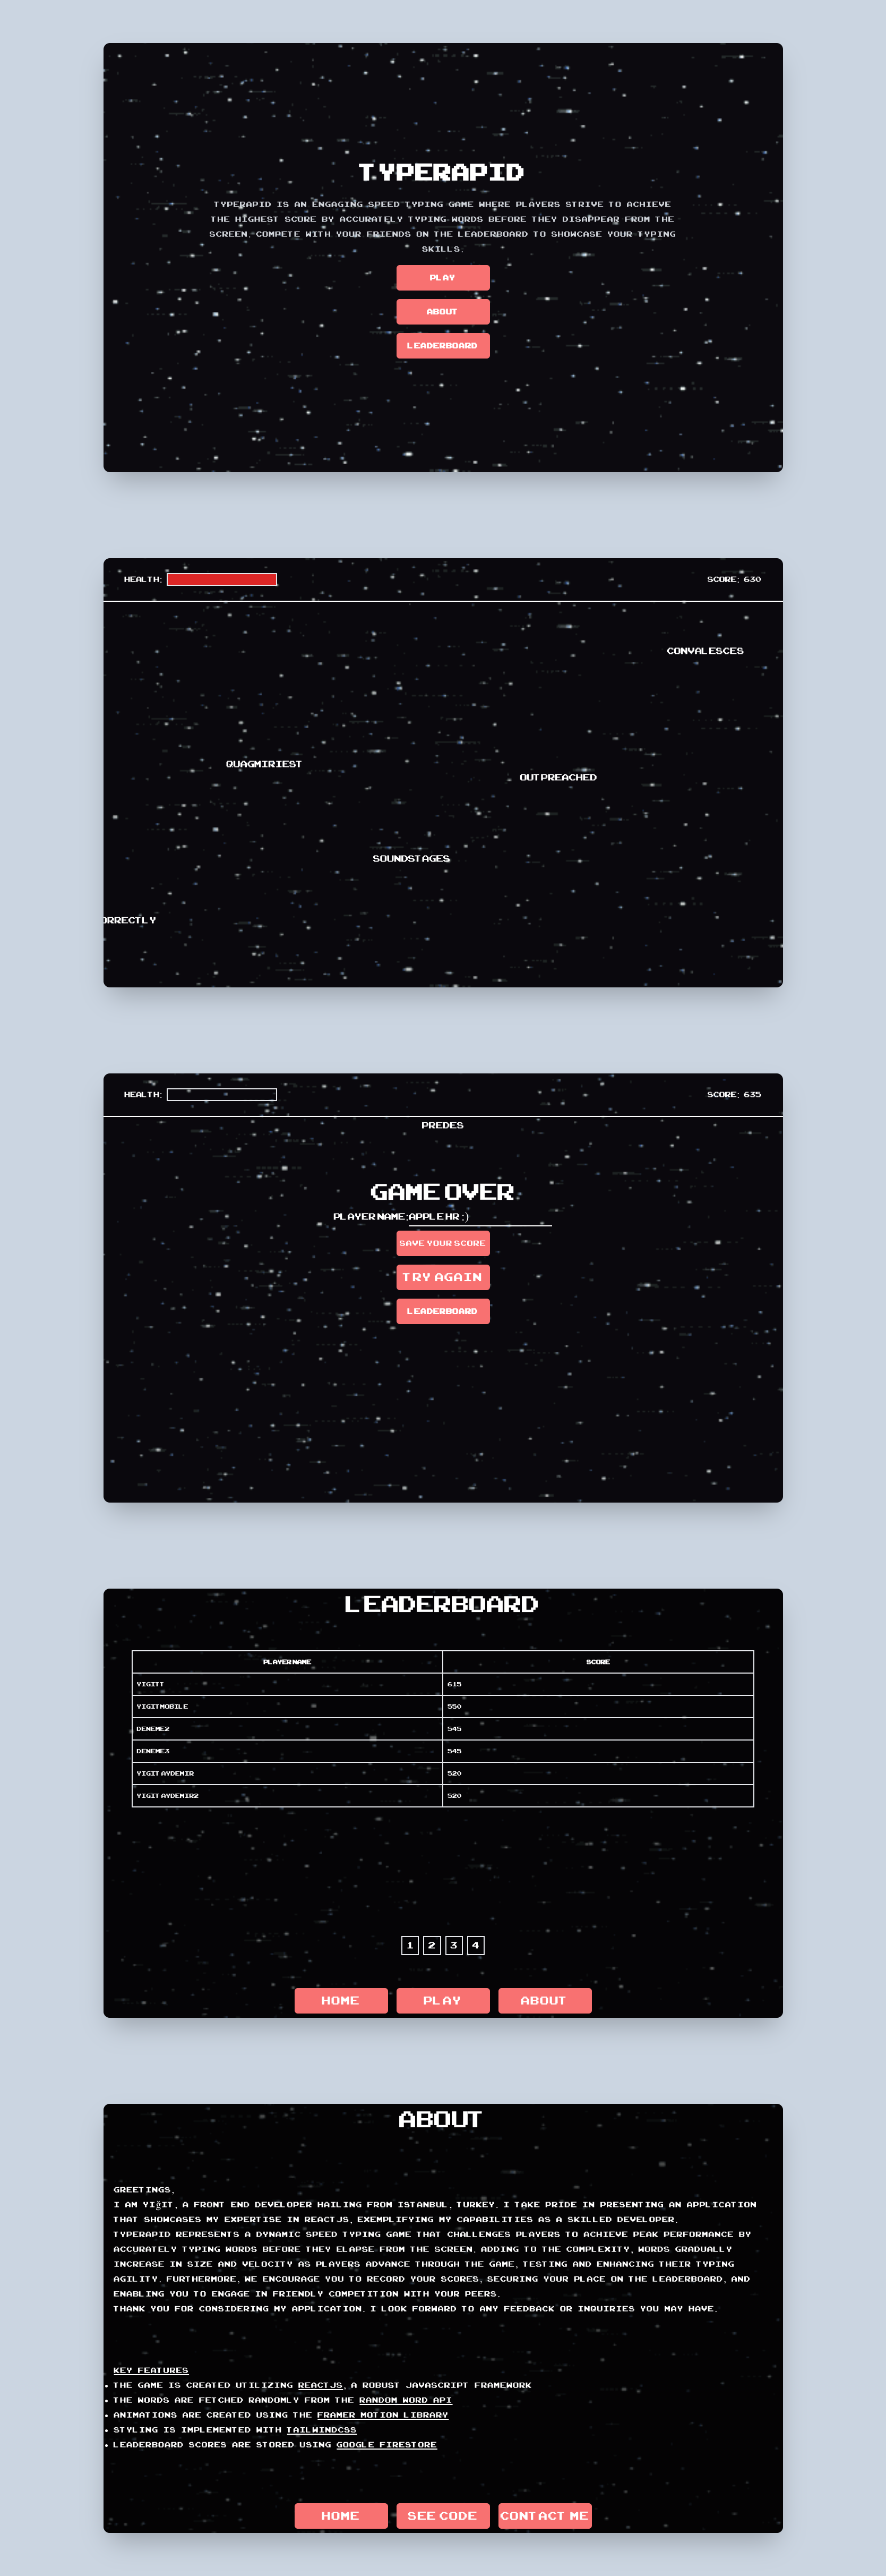 TYPERAPID
TYPERAPID IS AN ENGAGING SPEED TYPING GAME WHERE PLAYERS STRIVE TO ACHIEVE
THE HIGHEST SCORE BY ACCURATELY TYPING WORDS BEFORE THEY DISAPPEAR FROM THE
SCREEN. COMPETE WITH YOUR FRIENDS ON THE LEADERBOARD TO SHOWCASE YOUR TYPING
SKILLS.
PLAY
ABOUT
LEADERBOARD
HEALTH:
SCORE: 630
CONVALESCES
QUAGMIRIEST
OUTPREACHED
SOUNDSTAGES
ORRECTLY
HEALTH:
SCORE: 635
PREDES
GAME OVER
PLAYER NAME:APPLE HR :)
SAVE YOUR SCORE
TRY AGAIN
LEADERBOARD
LEADERBOARD
PLAYER NAME SCORE
YIGITT 615
YIGITMOBILE 550
DENEME2 545
DENEME3 545
YIGIT AYDEMIR 520
YIGIT AYDEMIR2 520
1 2 3 4
HOME PLAY ABOUT
ABOUT
GREETINGS,
I AM YIğIT, A FRONT END DEVELOPER HAILING FROM ISTANBUL, TURKEY. I TAKE PRIDE IN PRESENTING AN APPLICATION
THAT SHOWCASES MY EXPERTISE IN REACTJS, EXEMPLIFYING MY CAPABILITIES AS A SKILLED DEVELOPER.
TYPERAPID REPRESENTS A DYNAMIC SPEED TYPING GAME THAT CHALLENGES PLAYERS TO ACHIEVE PEAK PERFORMANCE BY
ACCURATELY TYPING WORDS BEFORE THEY ELAPSE FROM THE SCREEN. ADDING TO THE COMPLEXITY, WORDS GRADUALLY
INCREASE IN SIZE AND VELOCITY AS PLAYERS ADVANCE THROUGH THE GAME, TESTING AND ENHANCING THEIR TYPING
AGILITY. FURTHERMORE, WE ENCOURAGE YOU TO RECORD YOUR SCORES, SECURING YOUR PLACE ON THE LEADERBOARD, AND
ENABLING YOU TO ENGAGE IN FRIENDLY COMPETITION WITH YOUR PEERS.
THANK YOU FOR CONSIDERING MY APPLICATION. I LOOK FORWARD TO ANY FEEDBACK OR INQUIRIES YOU MAY HAVE.
KEY FEATURES
• THE GAME IS CREATED UTILIZING REACTJS, A ROBUST JAVASCRIPT FRAMEWORK
• THE WORDS ARE FETCHED RANDOMLY FROM THE RANDOM WORD API
• ANIMATIONS ARE CREATED USING THE FRAMER MOTION LIBRARY
• STYLING IS IMPLEMENTED WITH TAILWINDCSS
• LEADERBOARD SCORES ARE STORED USING GOOGLE FIRESTORE
HOME SEE CODE CONTACT ME